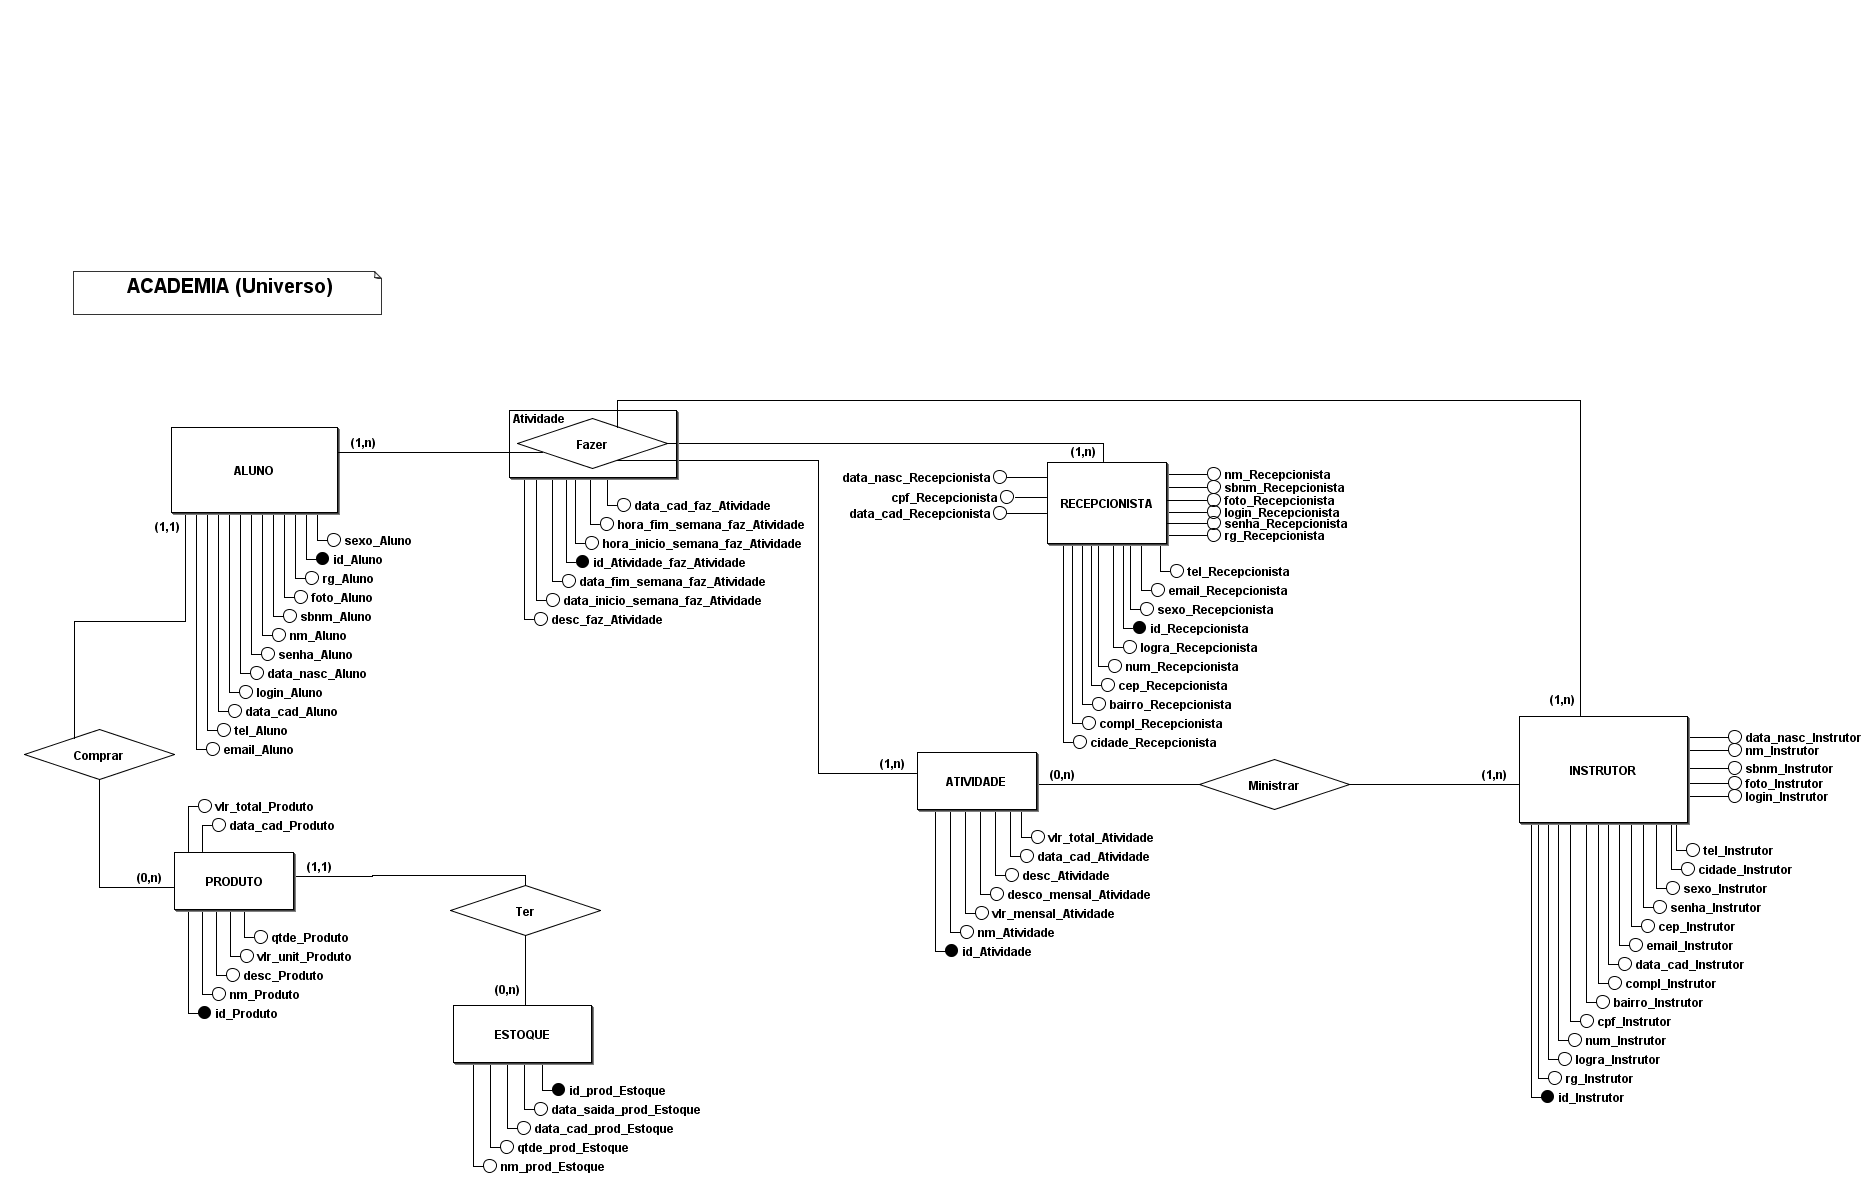 ACADEMIA (Universo)
ALUNO
(1,n)
(1,1)
sexo_Aluno
id_Aluno
rg_Aluno
foto_Aluno
sbnm_Aluno
nm_Aluno
senha_Aluno
data_nasc_Aluno
login_Aluno
data_cad_Aluno
tel_Aluno
email_Aluno
Comprar
(0,n)
vlr_total_Produto
data_cad_Produto
PRODUTO
(1,1)
qtde_Produto
vlr_unit_Produto
desc_Produto
nm_Produto
id_Produto
Ter
(0,n)
ESTOQUE
id_prod_Estoque
data_saida_prod_Estoque
data_cad_prod_Estoque
qtde_prod_Estoque
nm_prod_Estoque
Atividade
Fazer
data_cad_faz_Atividade
hora_fim_semana_faz_Atividade
hora_inicio_semana_faz_Atividade
id_Atividade_faz_Atividade
data_fim_semana_faz_Atividade
data_inicio_semana_faz_Atividade
desc_faz_Atividade
(1,n)
RECEPCIONISTA
data_nasc_Recepcionista
cpf_Recepcionista
data_cad_Recepcionista
nm_Recepcionista
sbnm_Recepcionista
foto_Recepcionista
login_Recepcionista
senha_Recepcionista
rg_Recepcionista
tel_Recepcionista
email_Recepcionista
sexo_Recepcionista
id_Recepcionista
logra_Recepcionista
num_Recepcionista
cep_Recepcionista
bairro_Recepcionista
compl_Recepcionista
cidade_Recepcionista
(1,n)
ATIVIDADE
(0,n)
vlr_total_Atividade
data_cad_Atividade
desc_Atividade
desco_mensal_Atividade
vlr_mensal_Atividade
nm_Atividade
id_Atividade
Ministrar
(1,n)
(1,n)
INSTRUTOR
data_nasc_Instrutor
nm_Instrutor
sbnm_Instrutor
foto_Instrutor
login_Instrutor
tel_Instrutor
cidade_Instrutor
sexo_Instrutor
senha_Instrutor
cep_Instrutor
email_Instrutor
data_cad_Instrutor
compl_Instrutor
bairro_Instrutor
cpf_Instrutor
num_Instrutor
logra_Instrutor
rg_Instrutor
id_Instrutor